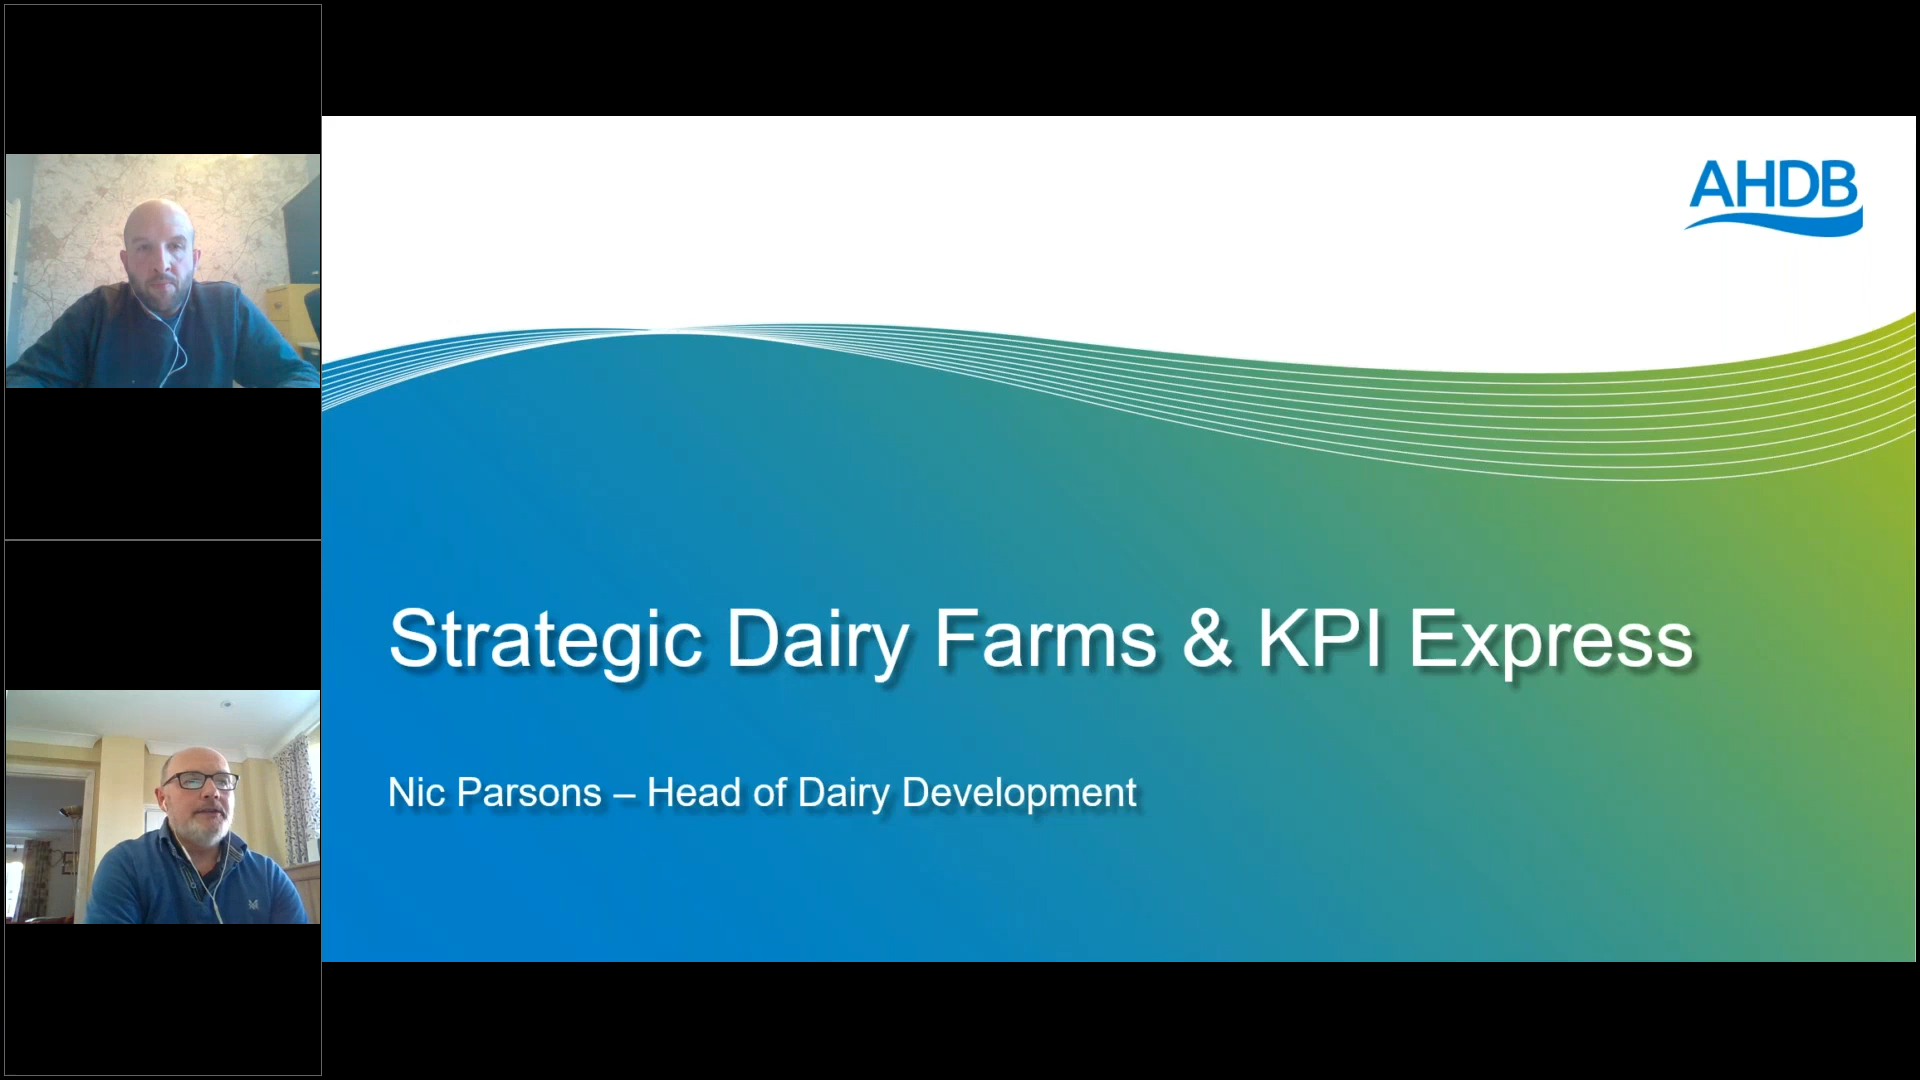 AHDB
Strategic Dairy Farms & KPI Express
Nic Parsons – Head of Dairy Development